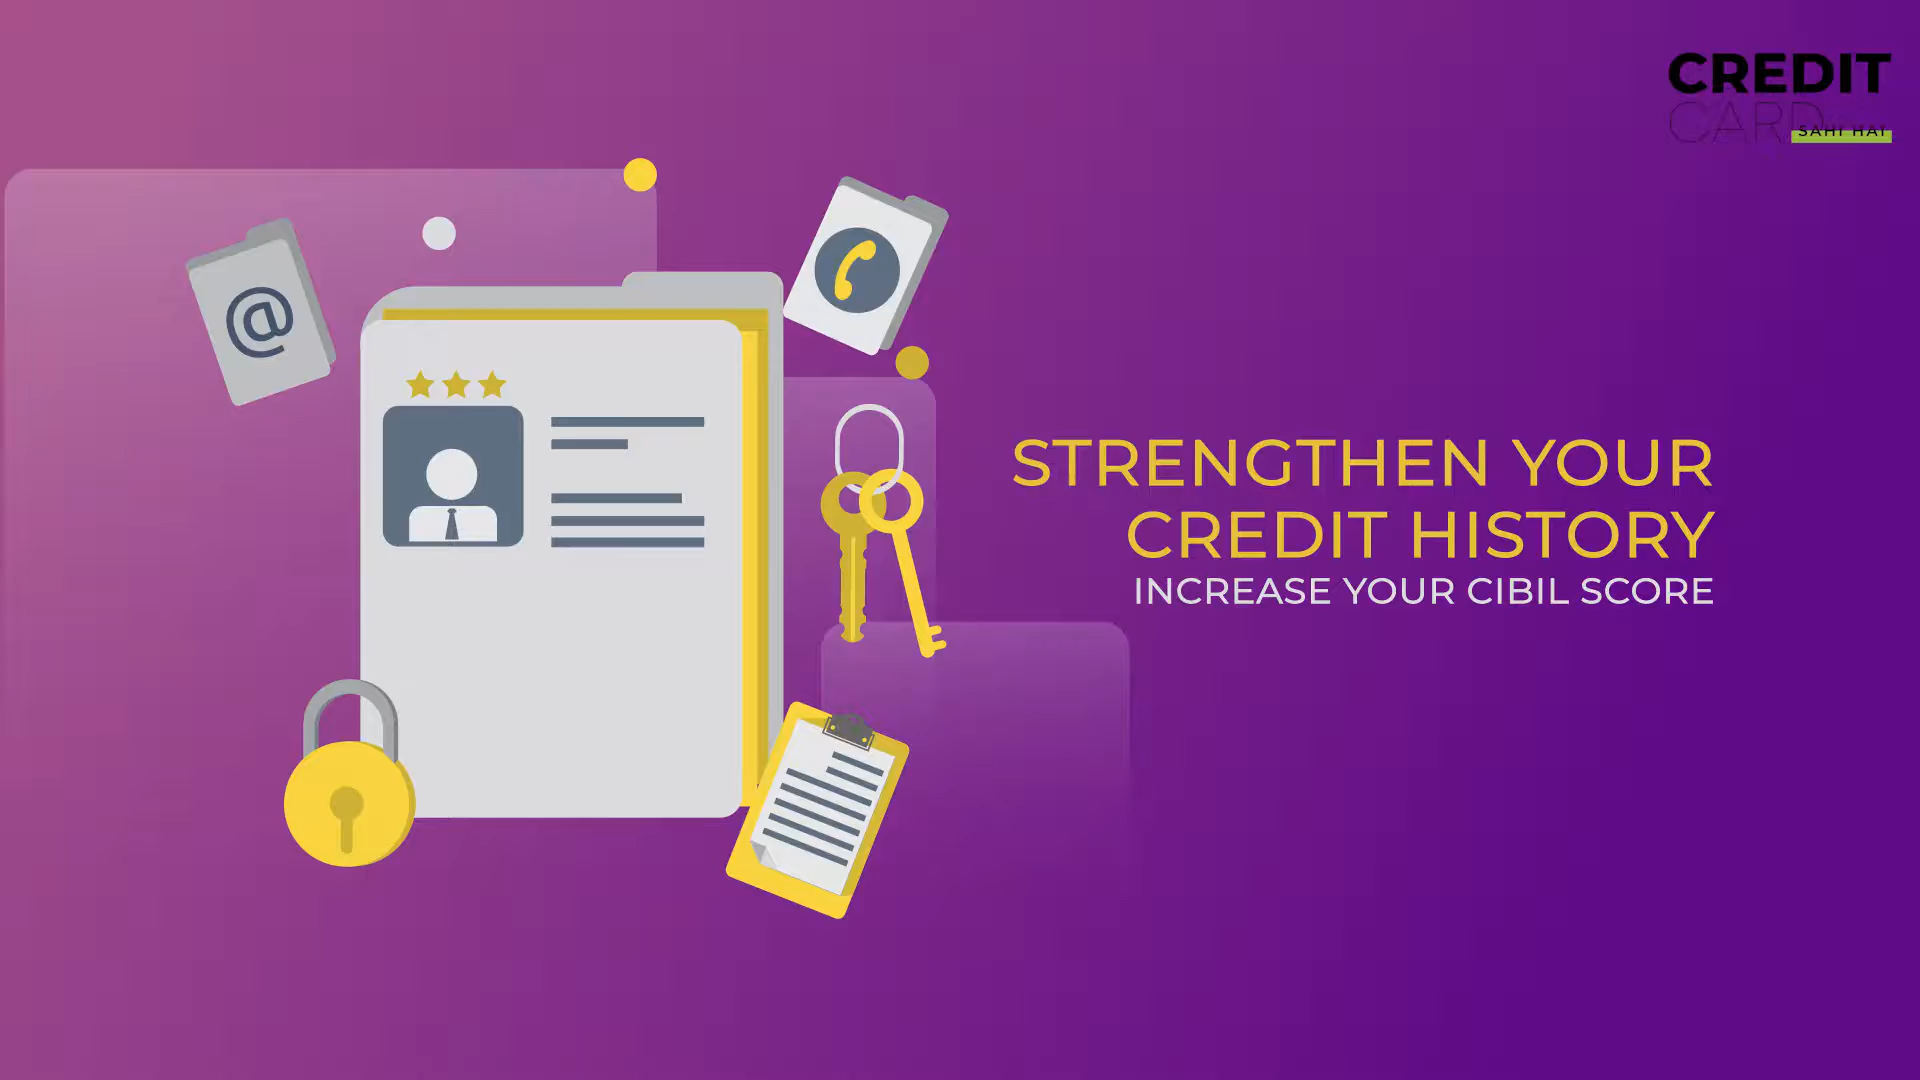 CREDIT
CARD
SAHI HAI
@
STRENGTHEN YOUR
CREDIT HISTORY
INCREASE YOUR CIBIL SCORE